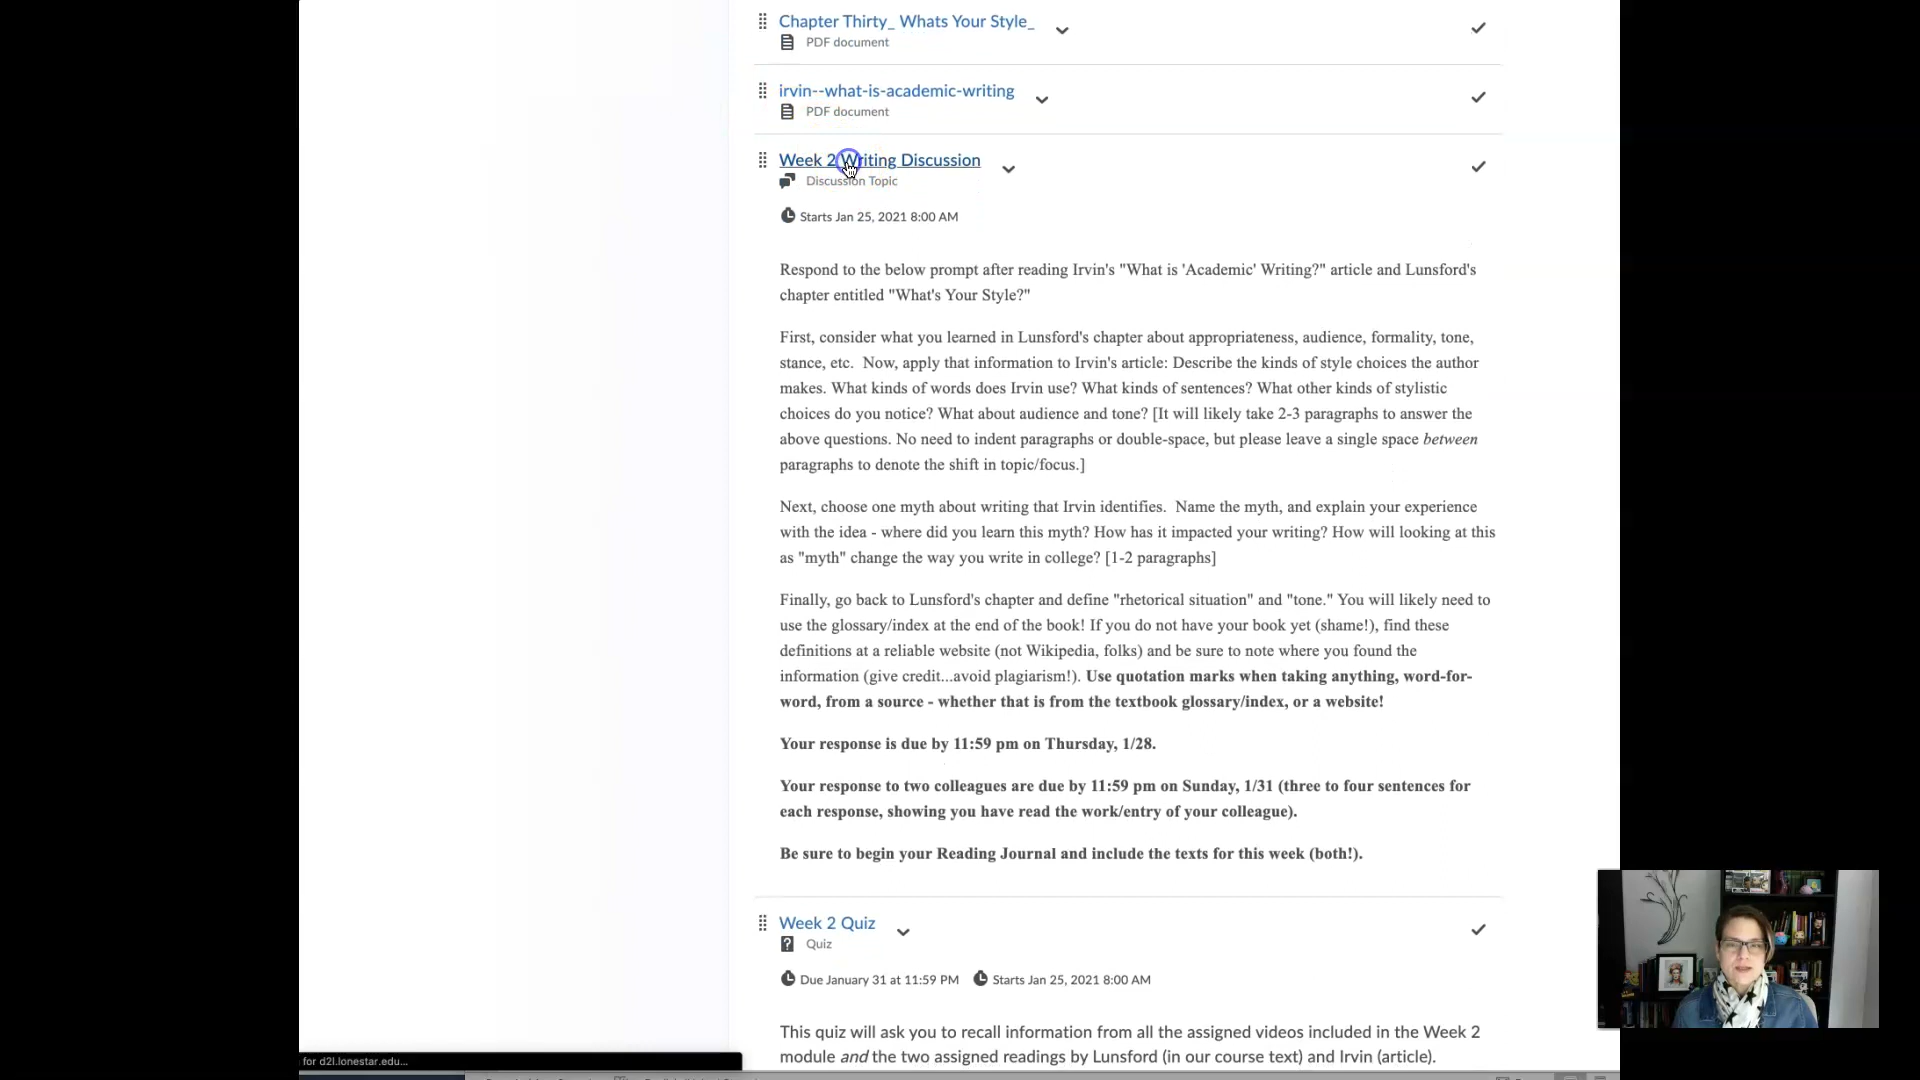 Chapter Thirty_ Whats Your Style_
PDF document
irvin--what-is-academic-writing
PDF document
Week 2 Writing Discussion
Discussion Topic
Starts Jan 25, 2021 8:00 AM
Respond to the below prompt after reading Irvin's "What is 'Academic' Writing?" article and Lunsford's
chapter entitled "What's Your Style?"
First, consider what you learned in Lunsford's chapter about appropriateness, audience, formality, tone,
stance, etc.  Now, apply that information to Irvin's article: Describe the kinds of style choices the author
makes. What kinds of words does Irvin use? What kinds of sentences? What other kinds of stylistic
choices do you notice? What about audience and tone? [It will likely take 2-3 paragraphs to answer the
above questions. No need to indent paragraphs or double-space, but please leave a single space between
paragraphs to denote the shift in topic/focus.]
Next, choose one myth about writing that Irvin identifies.  Name the myth, and explain your experience
with the idea - where did you learn this myth? How has it impacted your writing? How will looking at this
as "myth" change the way you write in college? [1-2 paragraphs]
Finally, go back to Lunsford's chapter and define "rhetorical situation" and "tone." You will likely need to
use the glossary/index at the end of the book! If you do not have your book yet (shame!), find these
definitions at a reliable website (not Wikipedia, folks) and be sure to note where you found the
information (give credit...avoid plagiarism!). Use quotation marks when taking anything, word-for-
word, from a source - whether that is from the textbook glossary/index, or a website!
Your response is due by 11:59 pm on Thursday, 1/28.
Your response to two colleagues are due by 11:59 pm on Sunday, 1/31 (three to four sentences for
each response, showing you have read the work/entry of your colleague).
Be sure to begin your Reading Journal and include the texts for this week (both!).
Week 2 Quiz
Quiz
Due January 31 at 11:59 PM Starts Jan 25, 2021 8:00 AM
This quiz will ask you to recall information from all the assigned videos included in the Week 2
module and the two assigned readings by Lunsford (in our course text) and Irvin (article).
for d2l.lonestar.edu...